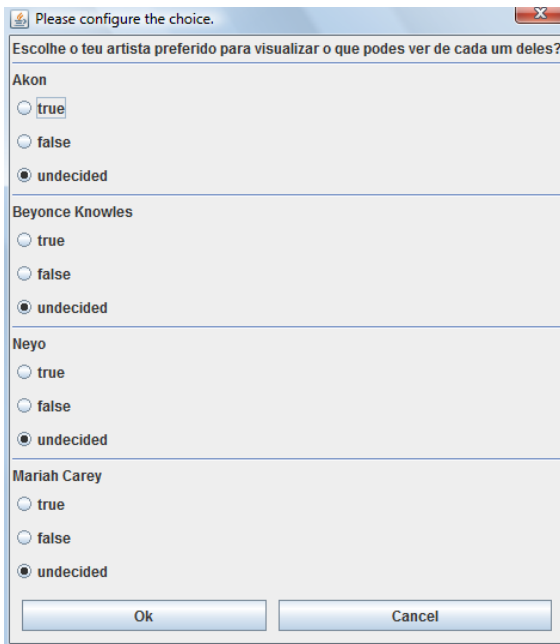 Please configure the choice.
Escolhe o teu artista preferido para visualizar o que podes ver de cada um deles?
Akon
true
false
undecided
Beyonce Knowles
true
false
undecided
Neyo
true
false
undecided
Mariah Carey
true
false
undecided
Ok Cancel